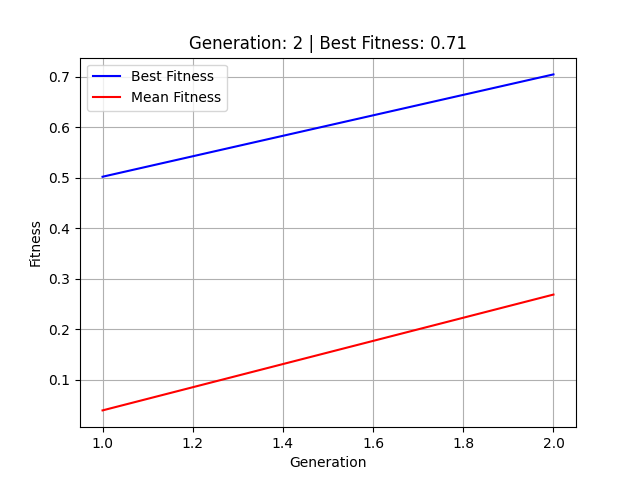 Generation: 2 | Best Fitness: 0.71
Best Fitness
Mean Fitness
Fitness
0.7
0.6
0.5
0.4
0.3
0.2
0.1
1.0 1.2 1.4 1.6 1.8 2.0
Generation